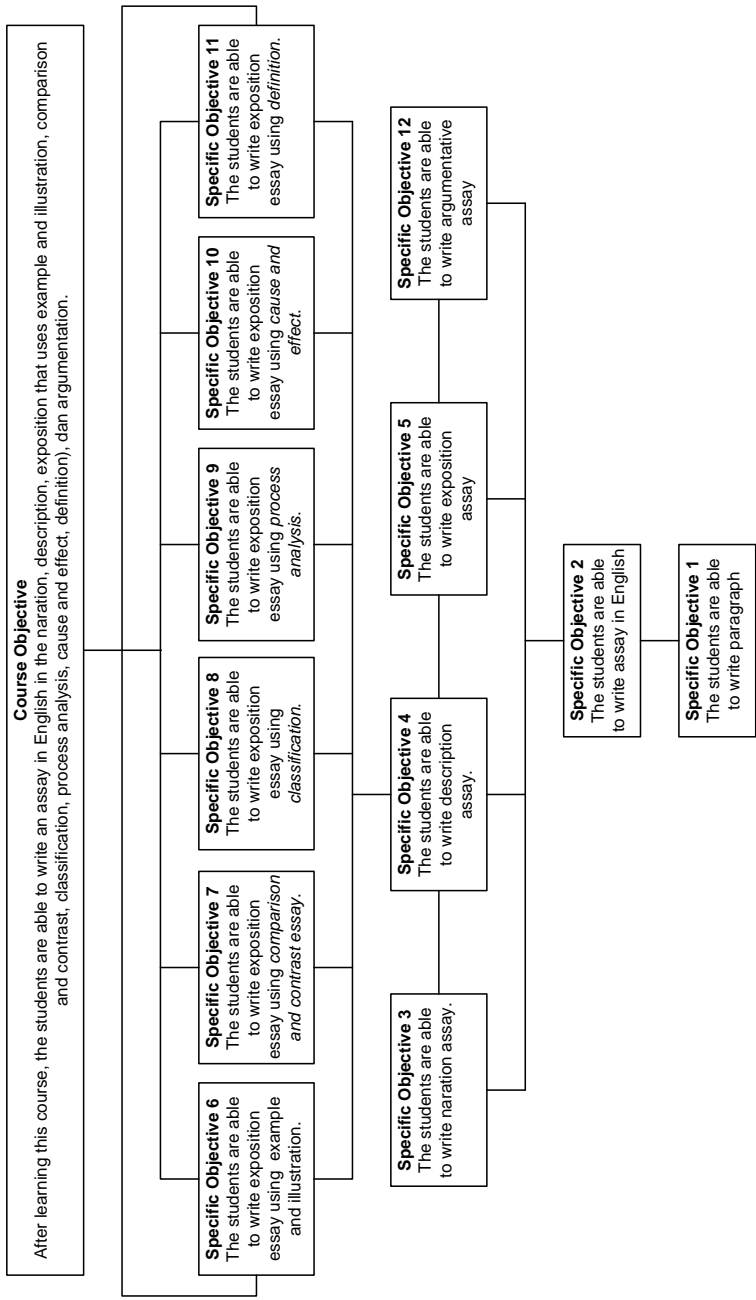 Course Objective
After learning this course, the students are able to write an assay in English in the naration, description, exposition that uses example and illustration, comparison
and contrast, classification, process analysis, cause and effect, definition), dan argumentation.
Specific Objective 6
The students are able
to write exposition
essay using example
and illustration.
Specific Objective 7
The students are able
to write exposition
essay using comparison
and contrast essay.
Specific Objective 8
The students are able
to write exposition
essay using
classification.
Specific Objective 9
The students are able
to write exposition
essay using process
analysis.
Specific Objective 10
The students are able
to write exposition
essay using cause and
effect.
Specific Objective 11
The students are able
to write exposition
essay using definition.
Specific Objective 3
The students are able
to write naration assay.
Specific Objective 4
The students are able
to write description
assay.
Specific Objective 5
The students are able
to write exposition
assay
Specific Objective 12
The students are able
to write argumentative
assay
Specific Objective 2
The students are able
to write assay in English
Specific Objective 1
The students are able
to write paragraph